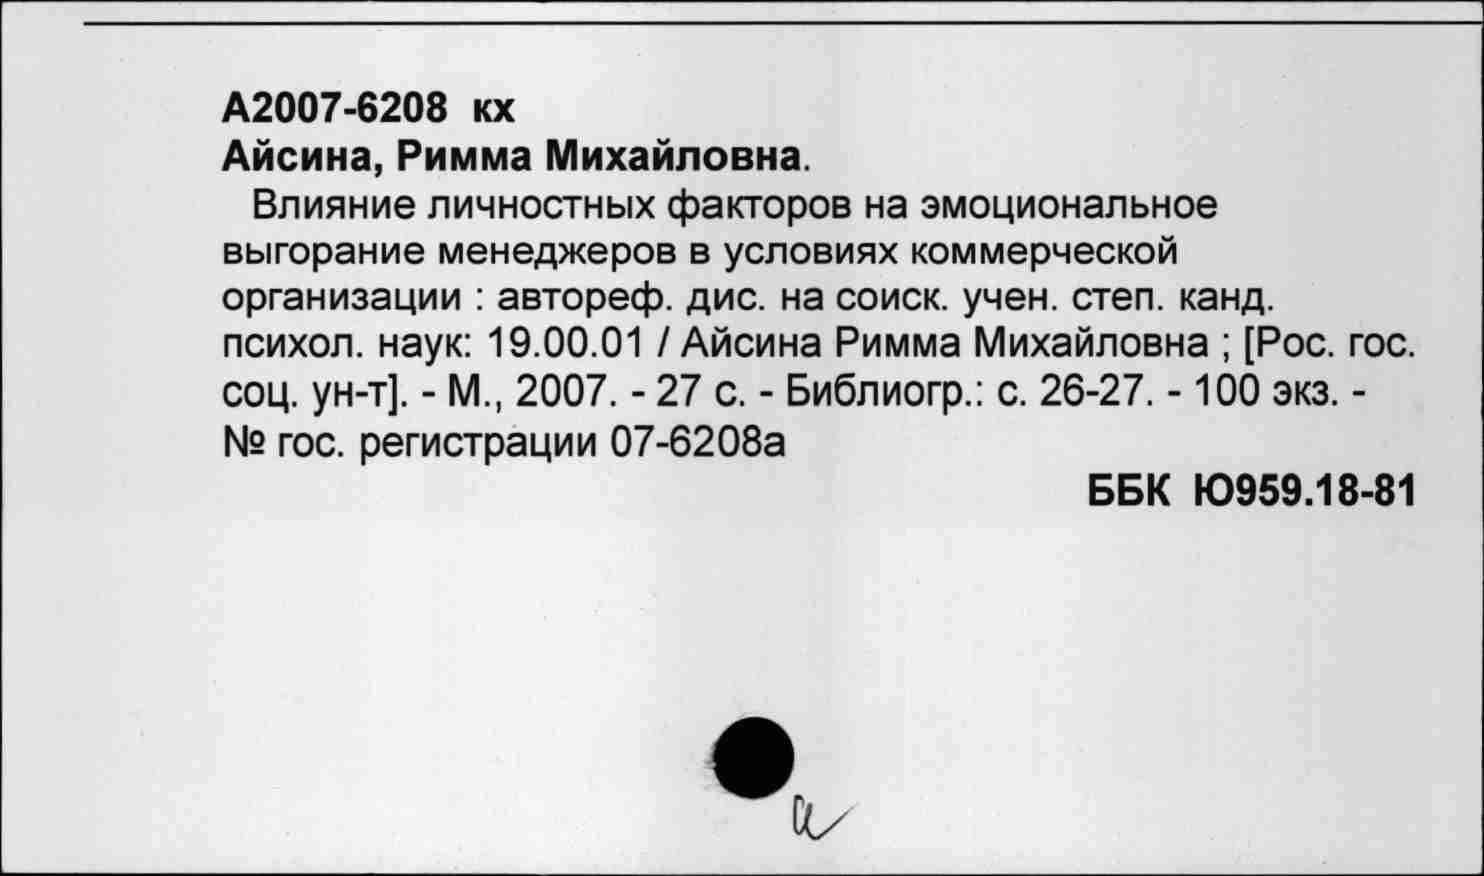 А2007-6208 кх
Айсина, Римма Михайловна.
Влияние личностных факторов на эмоциональное
выгорание менеджеров в условиях коммерческой
организации : автореф. дис. на соиск. учен. степ. канд.
психол. наук: 19.00.01 / Айсина Римма Михайловна ; [Рос. гос.
соц. ун-т]. - М., 2007. - 27 с. - Библиогр.: с. 26-27. - 100 экз. -
№ гос. регистрации 07-6208а
ББК Ю959.18-81